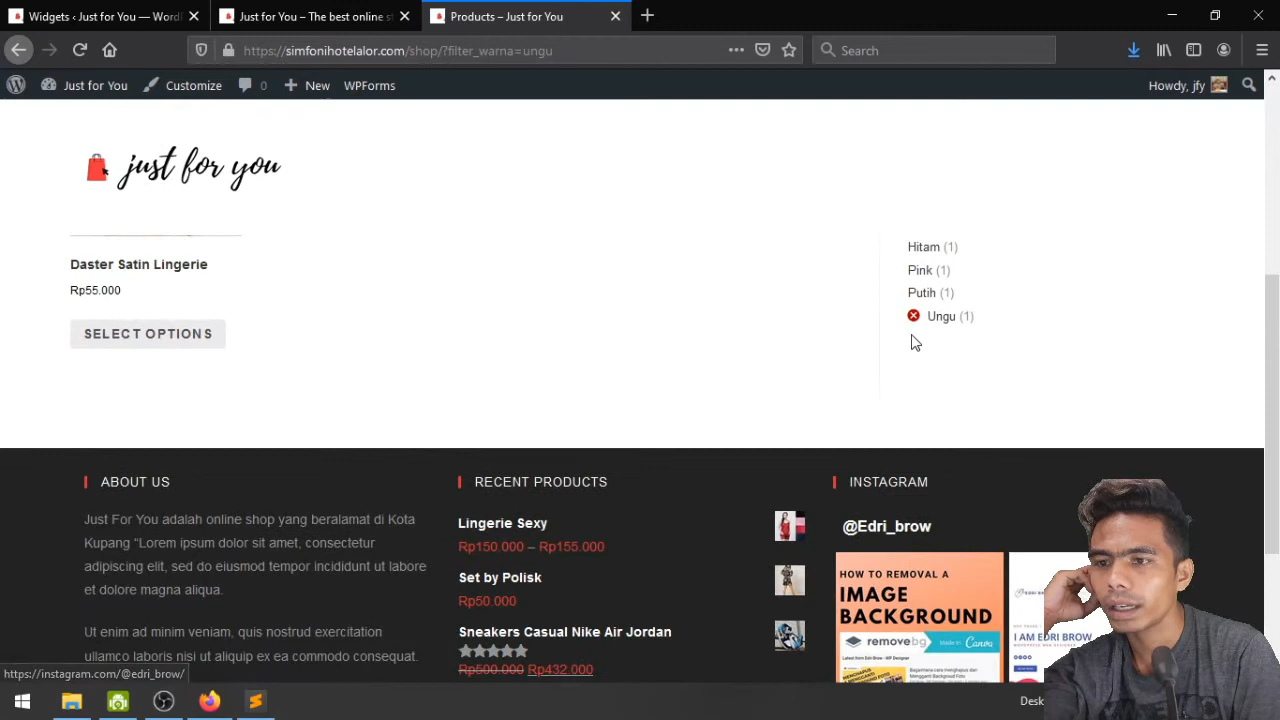 Widgets ‹ Just for You — Word
Just for You – The best online st
Products – Just for You
https://simfonihotelalor.com/shop/?filter_warna=ungu
Search
Just for You
Customize
0
New
WPForms
Howdy, jfy
just for you
Daster Satin Lingerie
Rp55.000
SELECT OPTIONS
Hitam (1)
Pink (1)
Putih (1)
Ungu (1)
ABOUT US
Just For You adalah online shop yang beralamat di Kota
Kupang “Lorem ipsum dolor sit amet, consectetur
adipiscing elit, sed do eiusmod tempor incididunt ut labore
et dolore magna aliqua.
Ut enim ad minim veniam, quis nostrud exercitation
ullamco laboris nisi ut aliquip ex ea commodo consequat.
RECENT PRODUCTS
Lingerie Sexy
Rp150.000 – Rp155.000
Set by Polisk
Rp50.000
Sneakers Casual Nike Air Jordan
Rp500.000 Rp432.000
INSTAGRAM
@Edri_brow
HOW TO REMOVAL A
IMAGE
BACKGROUND
removebg
Made in Canva
I AM EDRI BROW
https://instagram.com/@edri_brow/
Desk